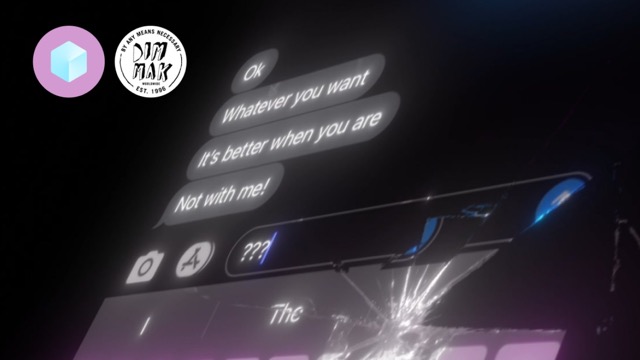 BY ANY MEANS NECESSARY
DIM
MAK
WORLDWIDE
EST. 1996
Ok
Whatever you want
It's better when you are
Not with me!
???
I
The